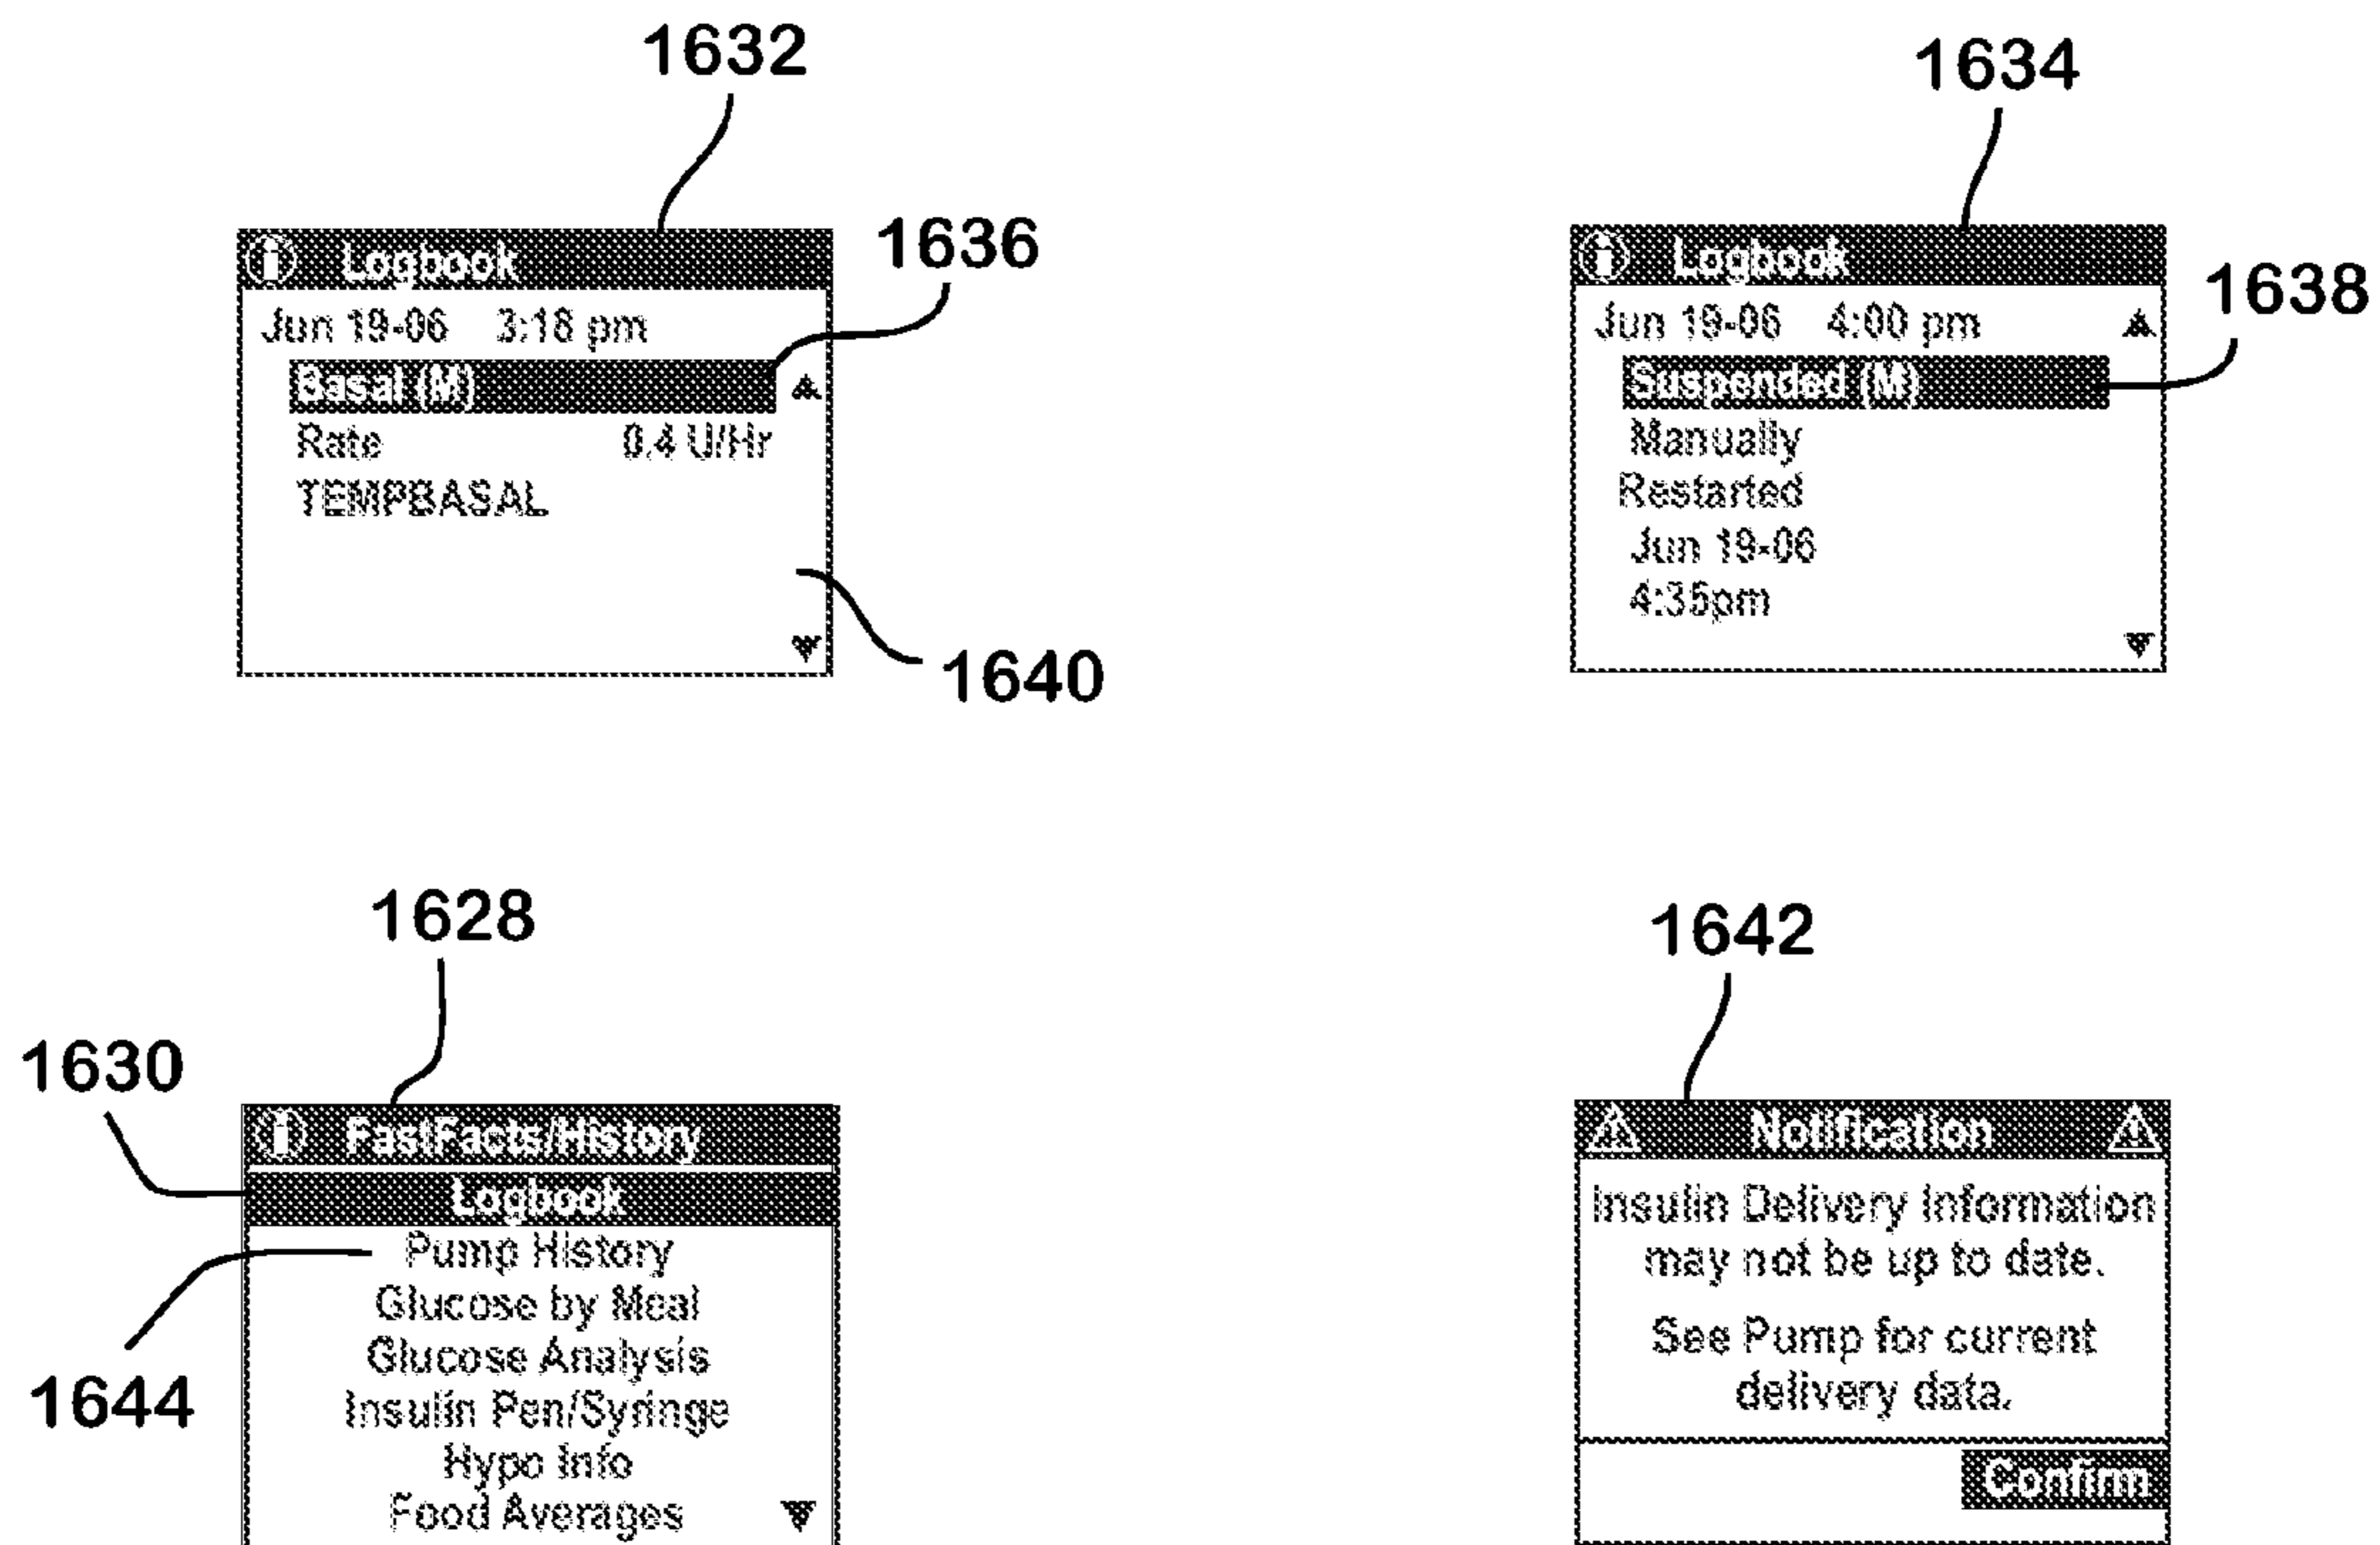 1632
1634
Logbook
1636
Jun 19-06 3:18 pm
Basal (M)
Rate 0.4 U/Hr
TEMPBASAL
1640
Logbook
1638
Jun 19-06 4:00 pm
Suspended (M)
Manually
Restarted
Jun 19-06
4:35pm
1628
1642
1630
FastFacts/History
Logbook
Pump History
Glucose by Meal
1644
Glucose Analysis
Insulin Pen/Syringe
Hypo Info
Food Averages
Notification
Insulin Delivery Information
may not be up to date.
See Pump for current
delivery data.
Confirm